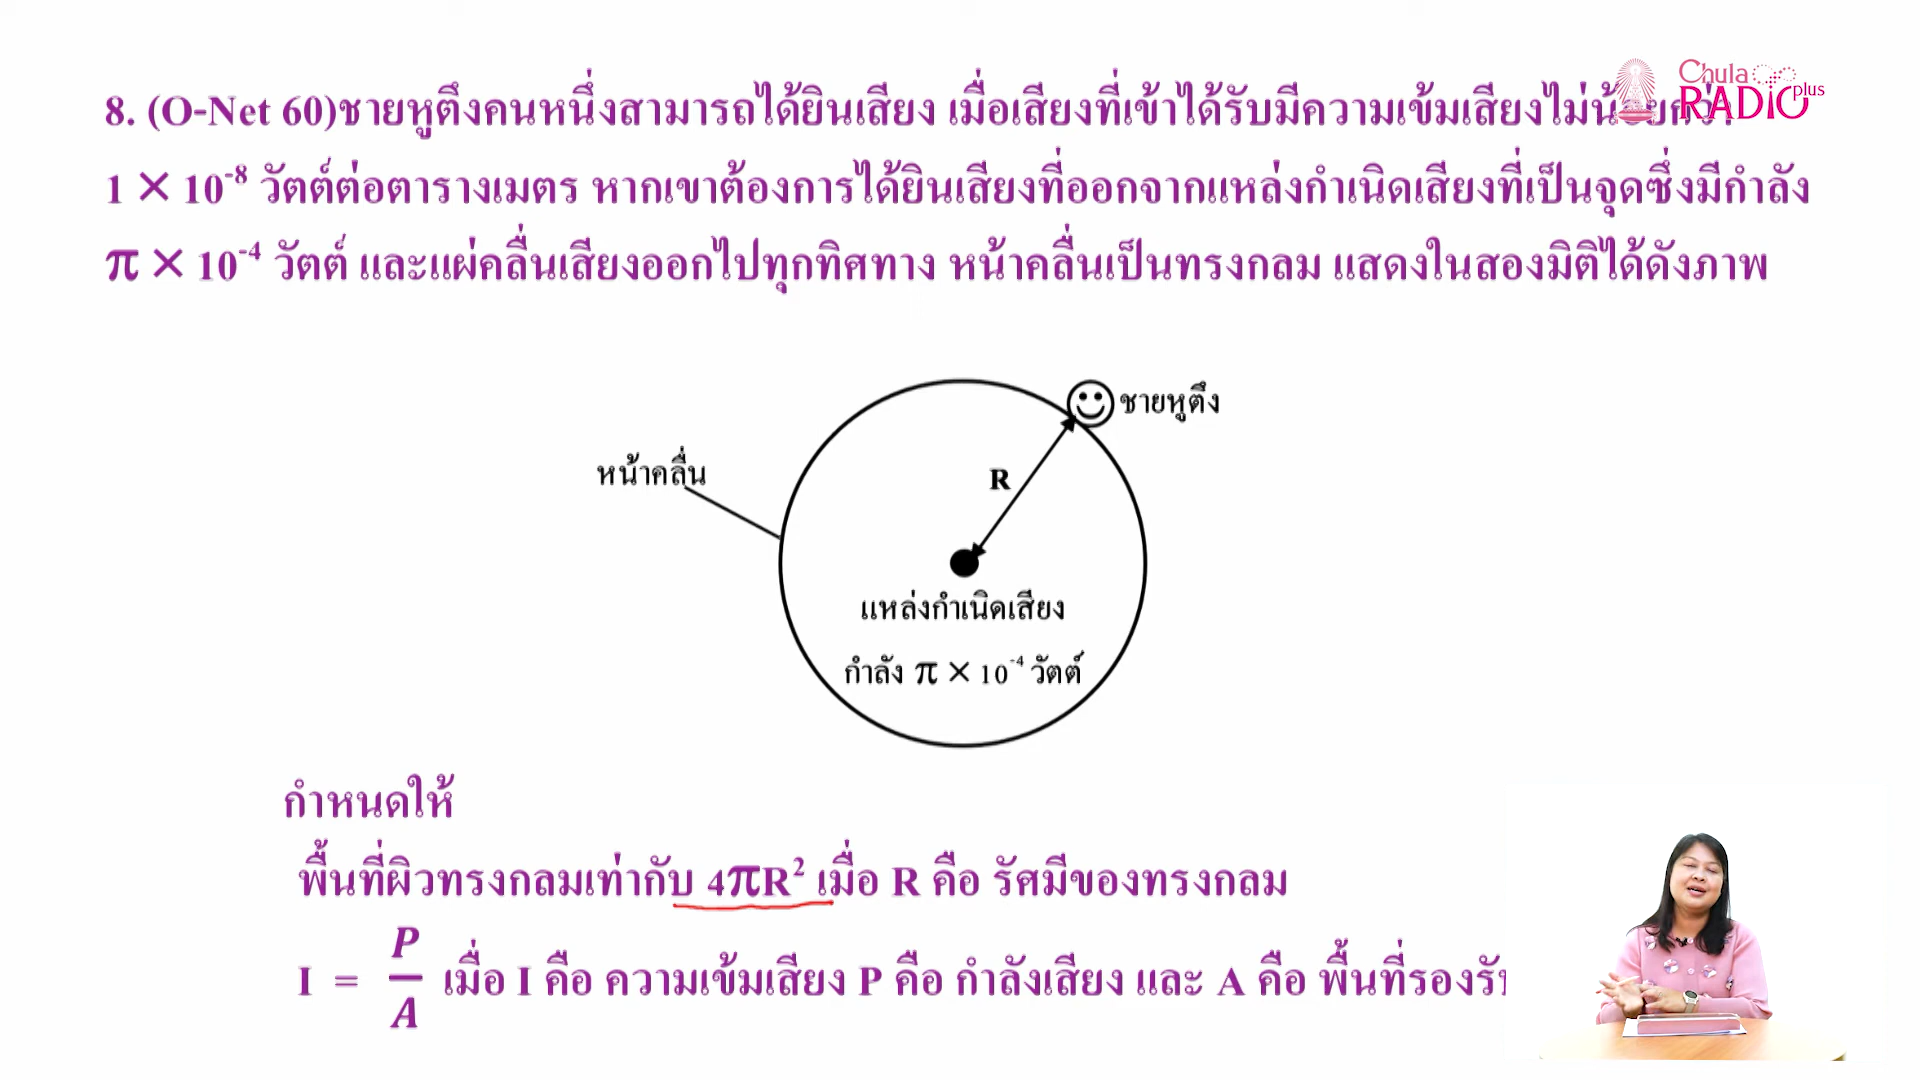 Chula
RADIO plus
8. (O-Net 60)ชายหูตึงคนหนึ่งสามารถได้ยินเสียง เมื่อเสียงที่เข้าได้รับมีความเข้มเสียงไม่
1 × 10⁻⁸ วัตต์ต่อตารางเมตร หากเขาต้องการได้ยินเสียงที่ออกจากแหล่งกำเนิดเสียงที่เป็นจุดซึ่งมีกำลัง
π × 10⁻⁴ วัตต์ และแผ่คลื่นเสียงออกไปทุกทิศทาง หน้าคลื่นเป็นทรงกลม แสดงในสองมิติได้ดังภาพ
ชายหูตึง
หน้าคลื่น
R
แหล่งกำเนิดเสียง
กำลัง π × 10⁻⁴ วัตต์
กำหนดให้
พื้นที่ผิวทรงกลมเท่ากับ 4πR² เมื่อ R คือ รัศมีของทรงกลม
I = P/A เมื่อ I คือ ความเข้มเสียง P คือ กำลังเสียง และ A คือ